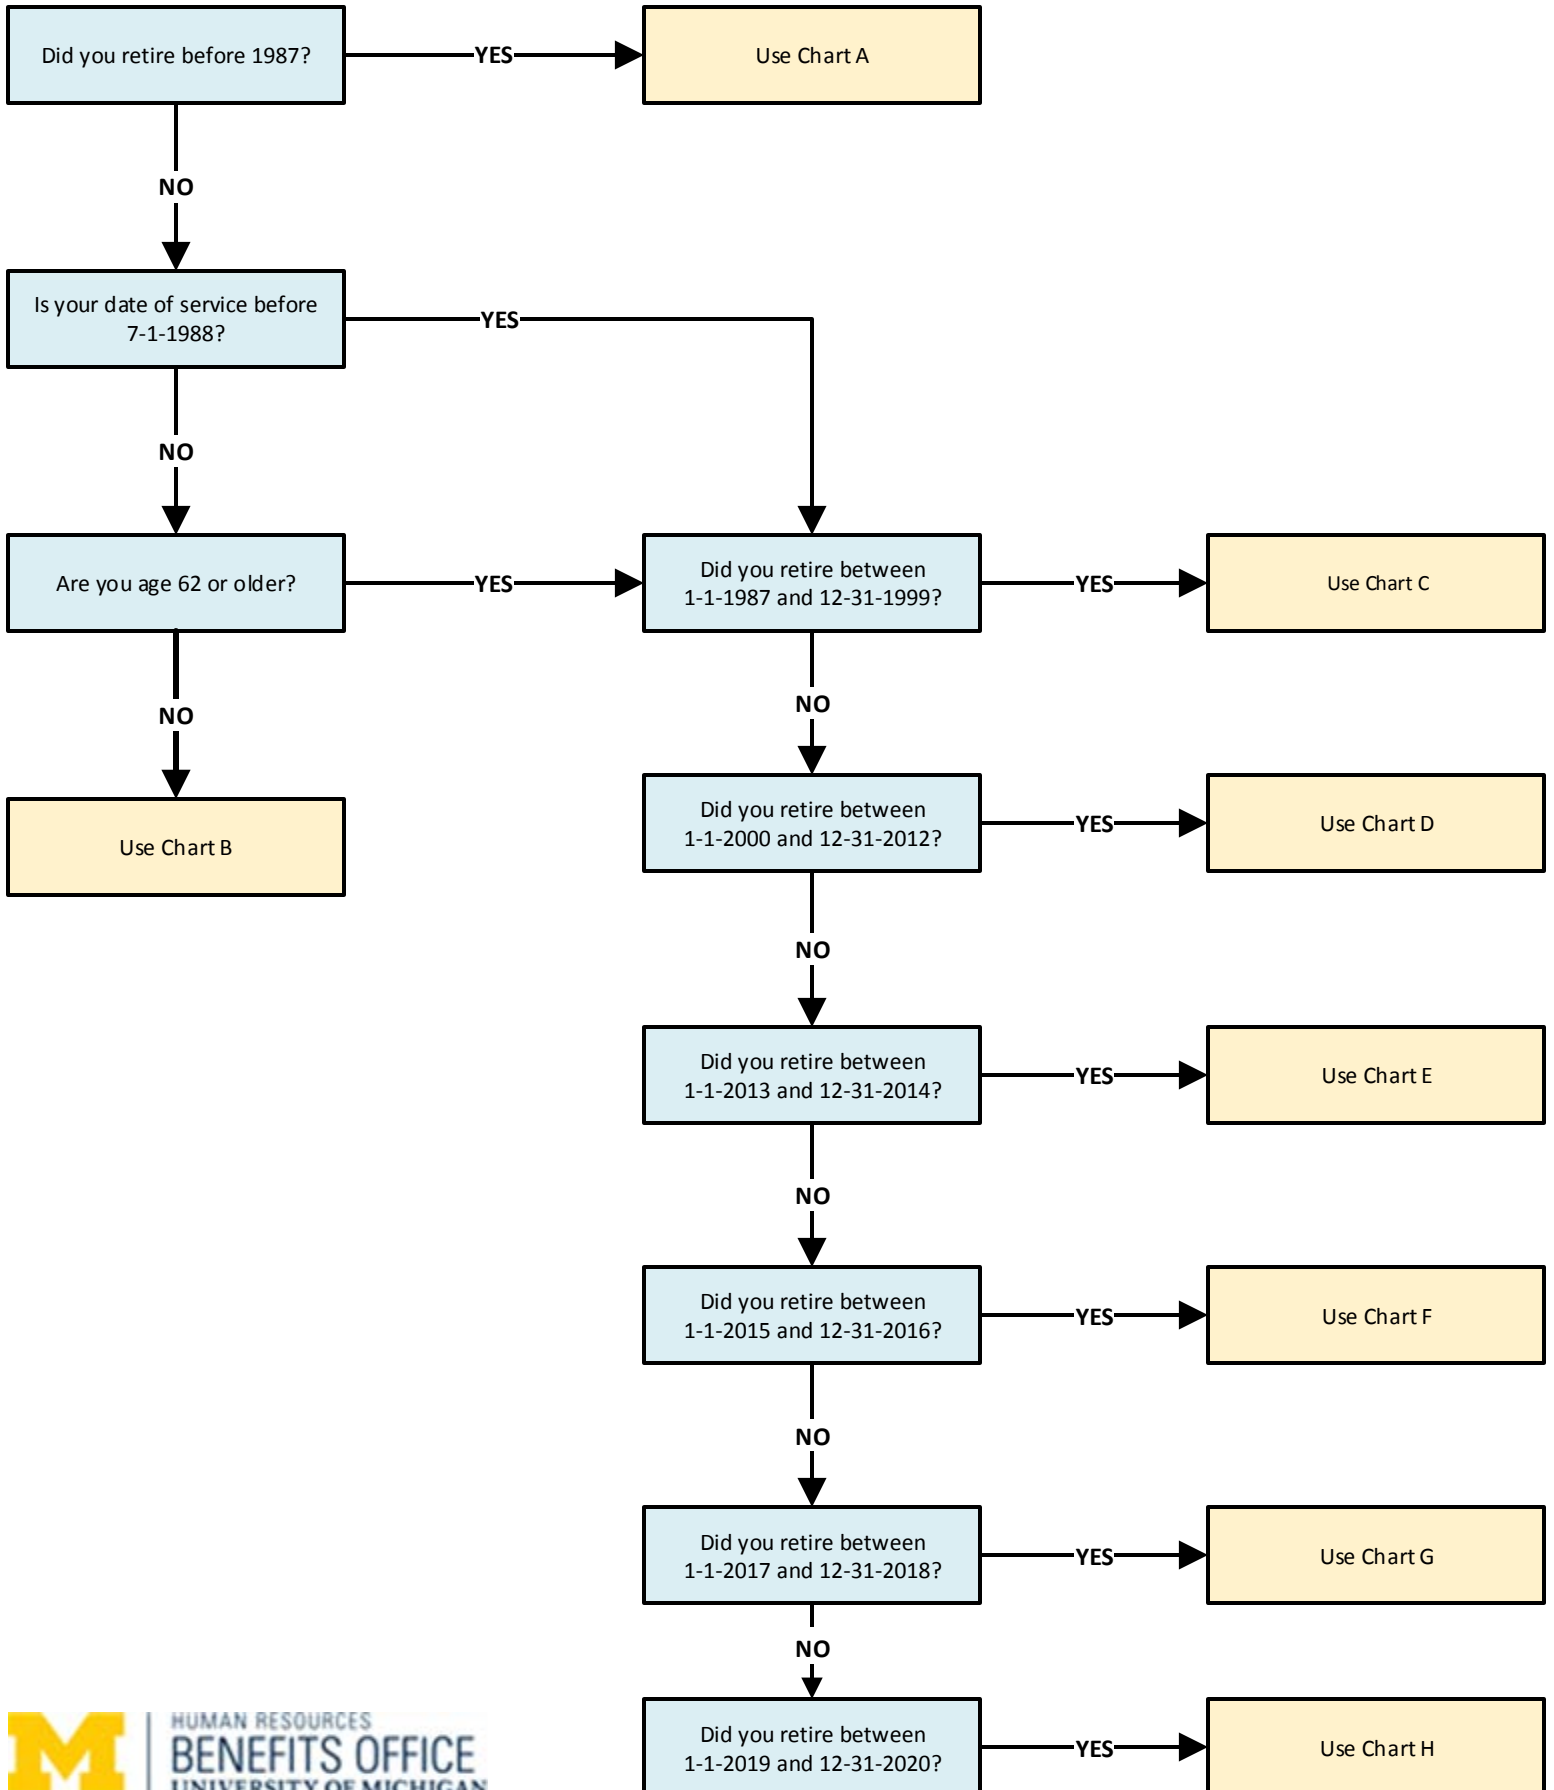 Did you retire before 1987?
YES
Use Chart A
NO
Is your date of service before
7-1-1988?
YES
NO
Are you age 62 or older?
YES
Did you retire between
1-1-1987 and 12-31-1999?
YES
Use Chart C
NO
NO
Use Chart B
Did you retire between
1-1-2000 and 12-31-2012?
YES
Use Chart D
NO
Did you retire between
1-1-2013 and 12-31-2014?
YES
Use Chart E
NO
Did you retire between
1-1-2015 and 12-31-2016?
YES
Use Chart F
NO
Did you retire between
1-1-2017 and 12-31-2018?
YES
Use Chart G
NO
Did you retire between
1-1-2019 and 12-31-2020?
YES
Use Chart H
M
HUMAN RESOURCES
BENEFITS OFFICE
UNIVERSITY OF MICHIGAN